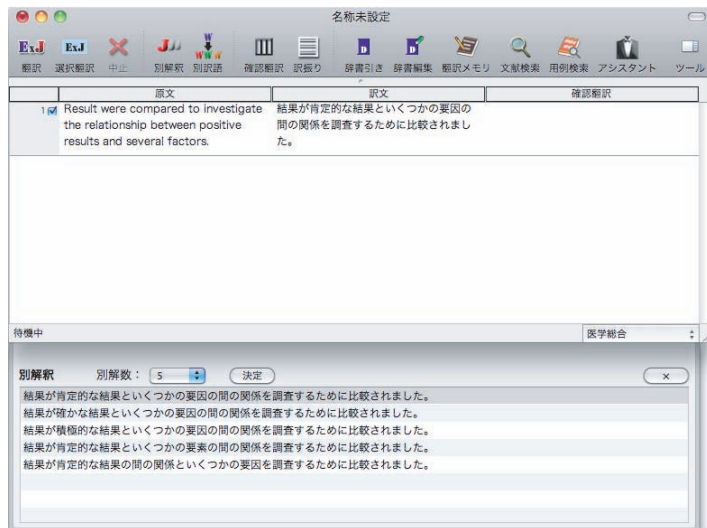 名称未設定
ExJ ExJ
翻訳 選択翻訳 中止 別解釈 別訳語 確認翻訳 訳振り 辞書引き 辞書編集 翻訳メモリ 文献検索 用例検索 アシスタント ツール
原文 訳文 確認翻訳
1 Result were compared to investigate the relationship between positive results and several factors.
結果が肯定的な結果といくつかの要因の間の関係を調査するために比較されました。
待機中 医学総合
別解釈 別解数： 5 決定 ×
結果が肯定的な結果といくつかの要因の間の関係を調査するために比較されました。
結果が確かな結果といくつかの要因の間の関係を調査するために比較されました。
結果が積極的な結果といくつかの要因の間の関係を調査するために比較されました。
結果が肯定的な結果といくつかの要素の間の関係を調査するために比較されました。
結果が肯定的な結果の間の関係といくつかの要因を調査するために比較されました。